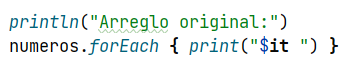 println("Arreglo original:")
numeros.forEach { print("$it ") }